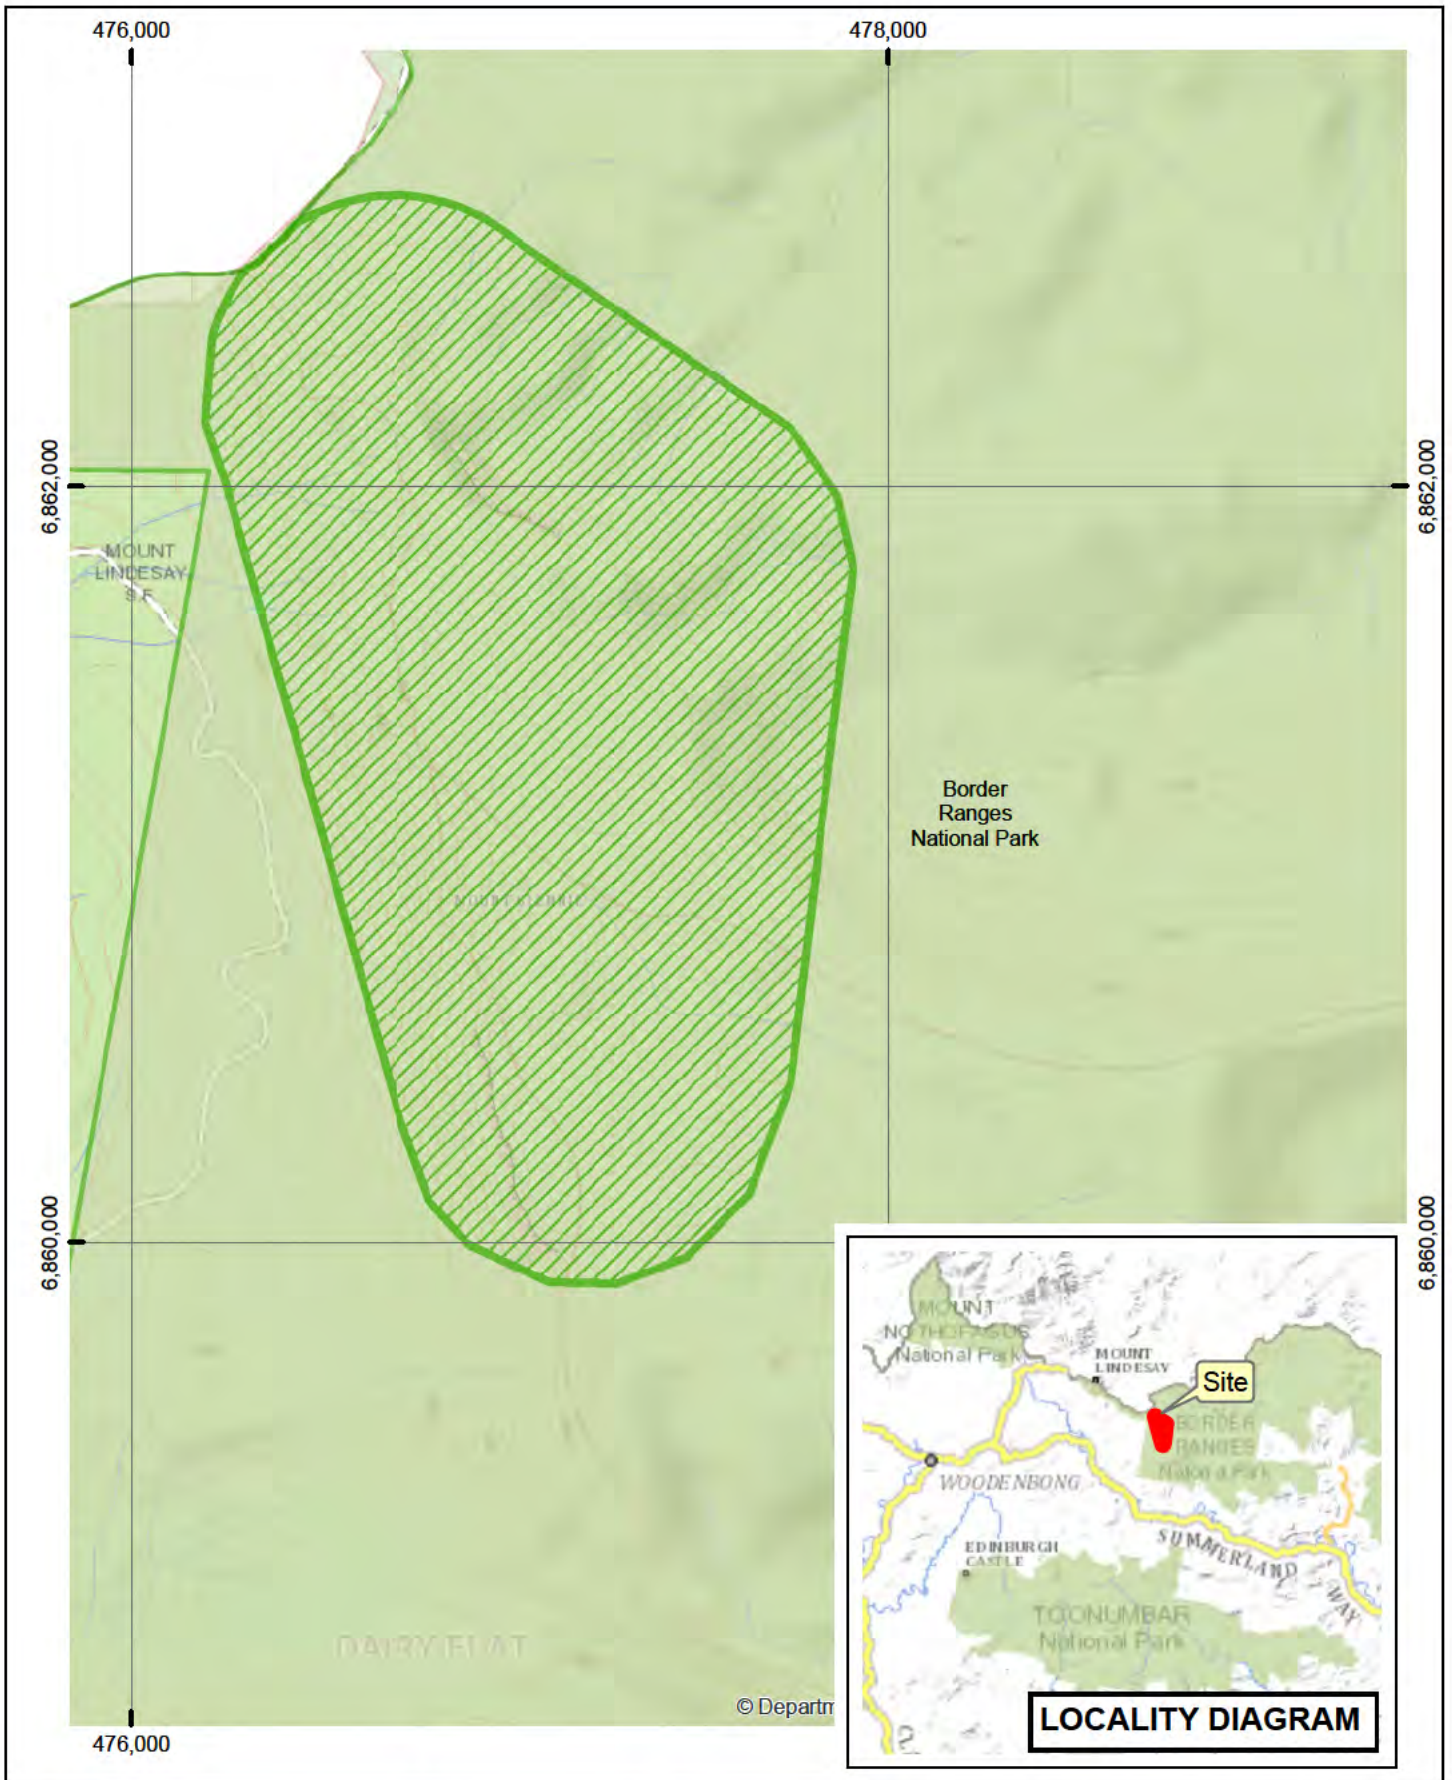 476,000
478,000
6,862,000
6,862,000
MOUNT
LINDESAY
S.F.
Border
Ranges
National Park
6,860,000
6,860,000
DAIRY FLAT
© Departm
476,000
MOUNT
NOTHOFAGUS
National Park
MOUNT
LINDESAY
Site
BORDER
RANGES
National Park
WOODENBONG
EDINBURGH
CASTLE
SUMMERLAND
WAY
TOONUMBAR
National Park
LOCALITY DIAGRAM